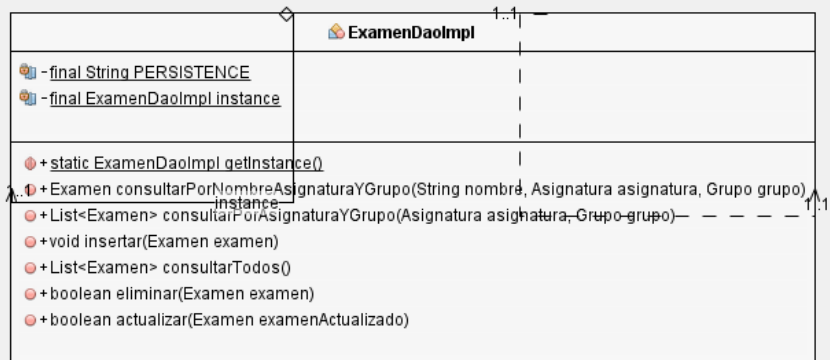 1..1
ExamenDaoImpl
-final String PERSISTENCE
-final ExamenDaoImpl instance
+static ExamenDaoImpl getInstance()
1..1
+Examen consultarPorNombreAsignaturaYGrupo(String nombre, Asignatura asignatura, Grupo grupo)
instance
1..1
+List<Examen> consultarPorAsignaturaYGrupo(Asignatura asignatura, Grupo grupo)
+void insertar(Examen examen)
+List<Examen> consultarTodos()
+boolean eliminar(Examen examen)
+boolean actualizar(Examen examenActualizado)